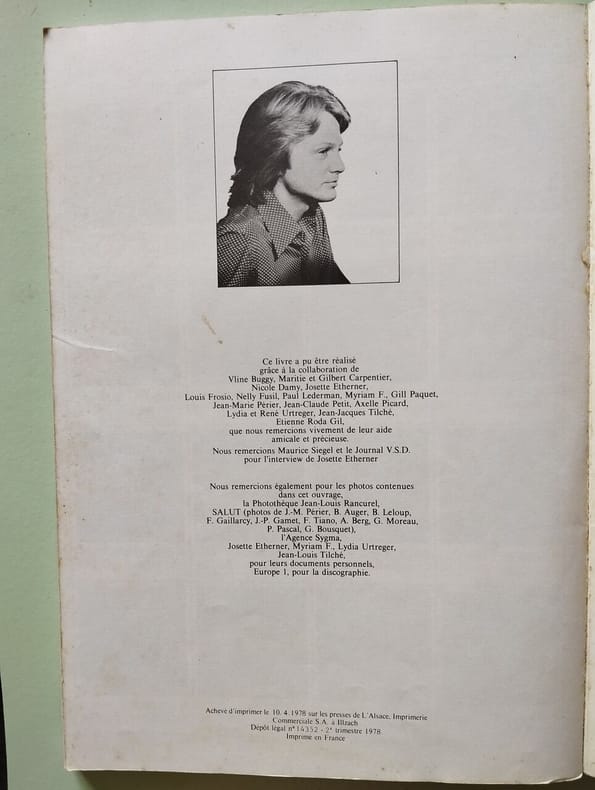 Ce livre a pu être réalisé
grâce à la collaboration de
Vline Buggy, Maritie et Gilbert Carpentier,
Nicole Damy, Josette Etherner,
Louis Frosio, Nelly Fusil, Paul Lederman, Myriam F., Gill Paquet,
Jean-Marie Périer, Jean-Claude Petit, Axelle Picard,
Lydia et René Urtreger, Jean-Jacques Tilché,
Etienne Roda Gil,
que nous remercions vivement de leur aide
amicale et précieuse.
Nous remercions Maurice Siegel et le Journal V.S.D.
pour l'interview de Josette Etherner
Nous remercions également pour les photos contenues
dans cet ouvrage,
la Photothèque Jean-Louis Rancurel,
SALUT (photos de J.-M. Périer, B. Auger, B. Leloup,
F. Gaillarcy, J.-P. Gamet, F. Tiano, A. Berg, G. Moreau,
P. Pascal, G. Bousquet),
l'Agence Sygma,
Josette Etherner, Myriam F., Lydia Urtreger,
Jean-Louis Tilché,
pour leurs documents personnels,
Europe 1, pour la discographie.
Achevé d'imprimer le 10.4.1978 sur les presses de L'Alsace, Imprimerie
Commerciale S.A. à Illzach
Dépôt légal n° 14352 - 2e trimestre 1978
Imprime en France